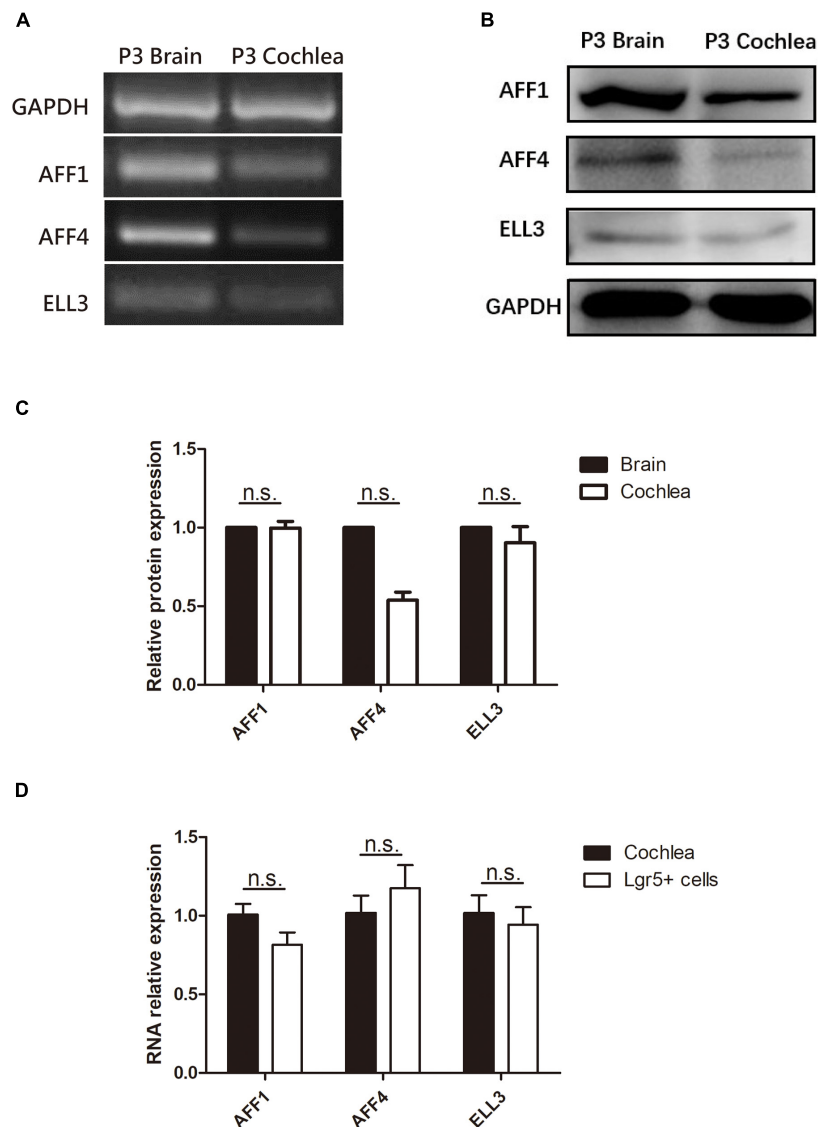 A
P3 Brain P3 Cochlea
GAPDH
AFF1
AFF4
ELL3
B
P3 Brain P3 Cochlea
AFF1
AFF4
ELL3
GAPDH
C
Relative protein expression
1.5
1.0
0.5
0.0
n.s. n.s. n.s.
AFF1 AFF4 ELL3
Brain
Cochlea
D
RNA relative expression
1.5
1.0
0.5
0.0
n.s. n.s. n.s.
AFF1 AFF4 ELL3
Cochlea
Lgr5+ cells